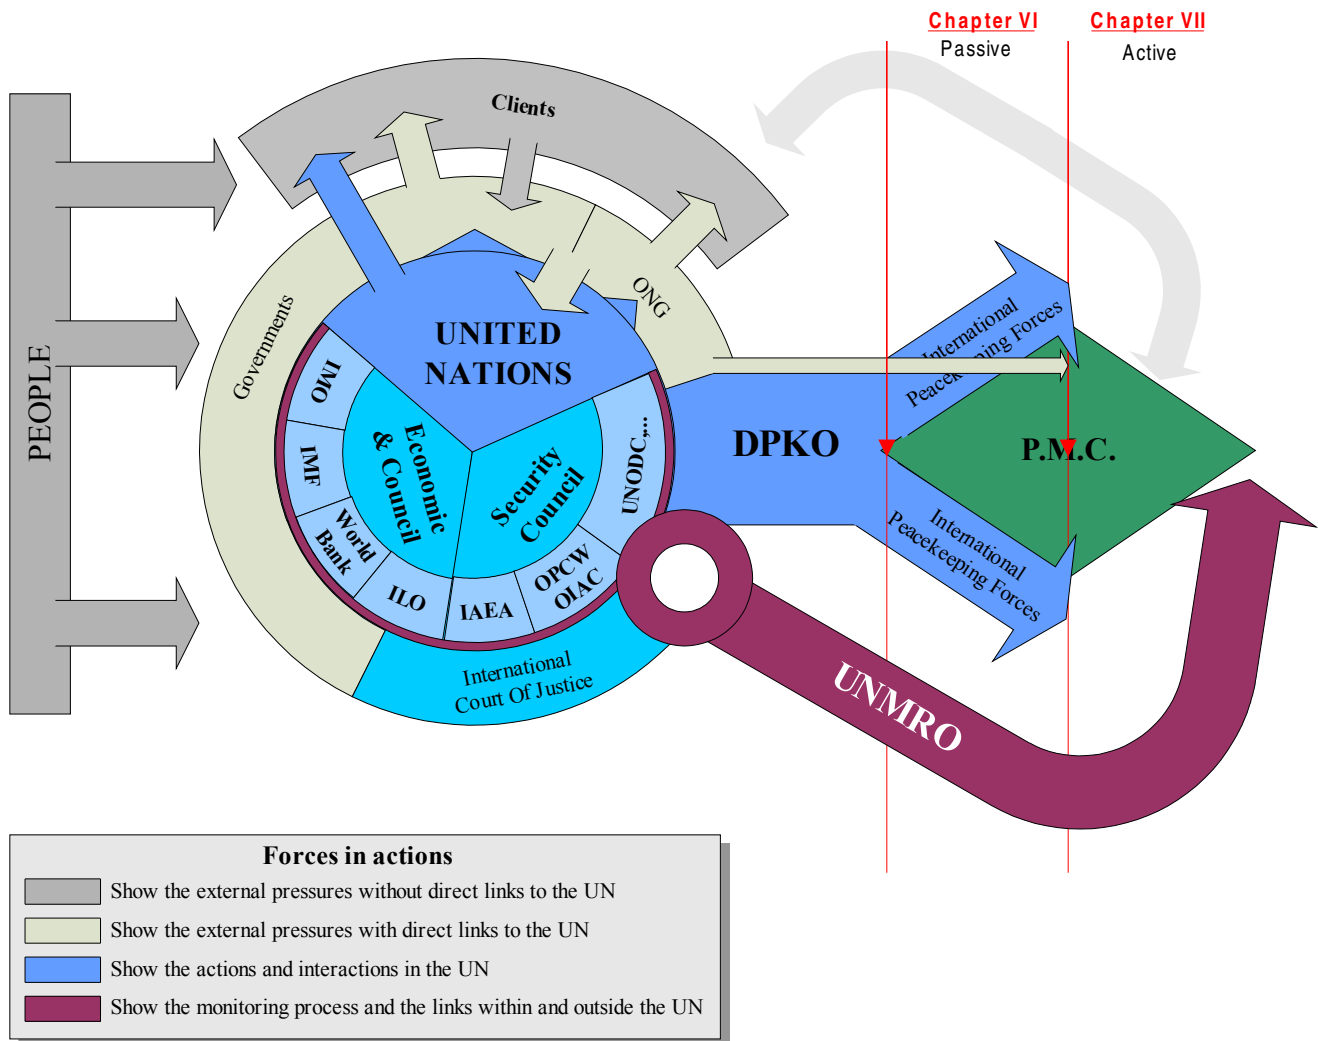 Chapter VI
Passive
Chapter VII
Active
Clients
PEOPLE
Governments
ONG
UNITED
NATIONS
IMO
IMF
World
Bank
ILO
IAEA
OPCW
OIAC
UNODC,...
Economic
& Council
Security
Council
International
Court Of Justice
DPKO
International
Peacekeeping Forces
P.M.C.
International
Peacekeeping Forces
UNMRO
Forces in actions
Show the external pressures without direct links to the UN
Show the external pressures with direct links to the UN
Show the actions and interactions in the UN
Show the monitoring process and the links within and outside the UN